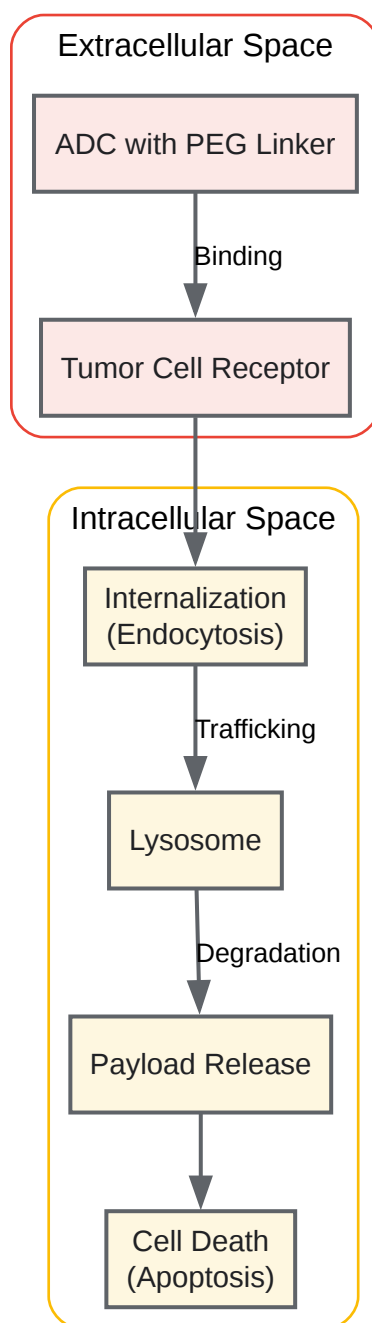 Extracellular Space
ADC with PEG Linker
Binding
Tumor Cell Receptor
Intracellular Space
Internalization
(Endocytosis)
Trafficking
Lysosome
Degradation
Payload Release
Cell Death
(Apoptosis)